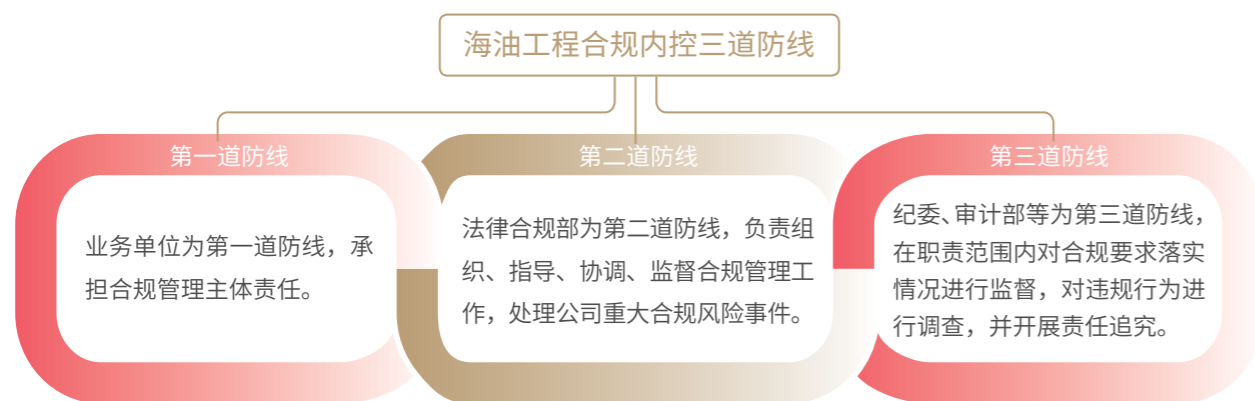 海油工程合规内控三道防线
第一道防线
业务单位为第一道防线，承
担合规管理主体责任。
第二道防线
法律合规部为第二道防线，负责组
织、指导、协调、监督合规管理工
作，处理公司重大合规风险事件。
第三道防线
纪委、审计部等为第三道防线，
在职责范围内对合规要求落实
情况进行监督，对违规行为进
行调查，并开展责任追究。